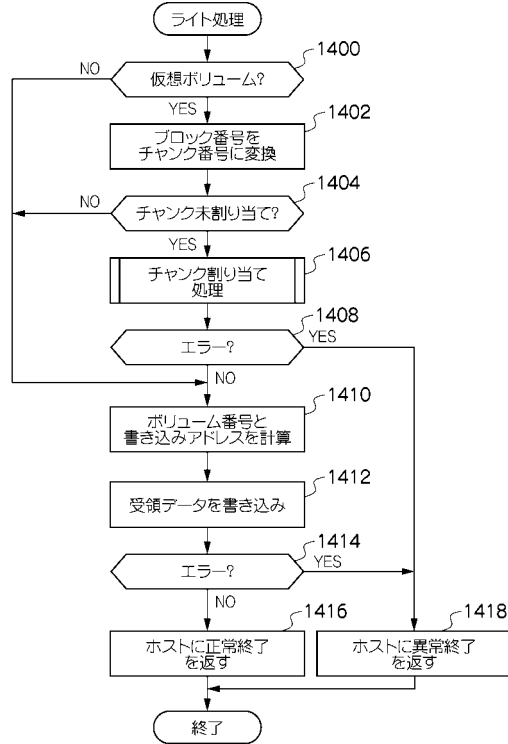 ライト処理
1400
NO
仮想ボリューム?
YES
1402
ブロック番号を
チャンク番号に変換
1404
NO
チャンク未割り当て?
YES
1406
チャンク割り当て
処理
1408
エラー?
YES
NO
1410
ボリューム番号と
書き込みアドレスを計算
1412
受領データを書き込み
1414
エラー?
YES
NO
1416
ホストに正常終了
を返す
1418
ホストに異常終了
を返す
終了